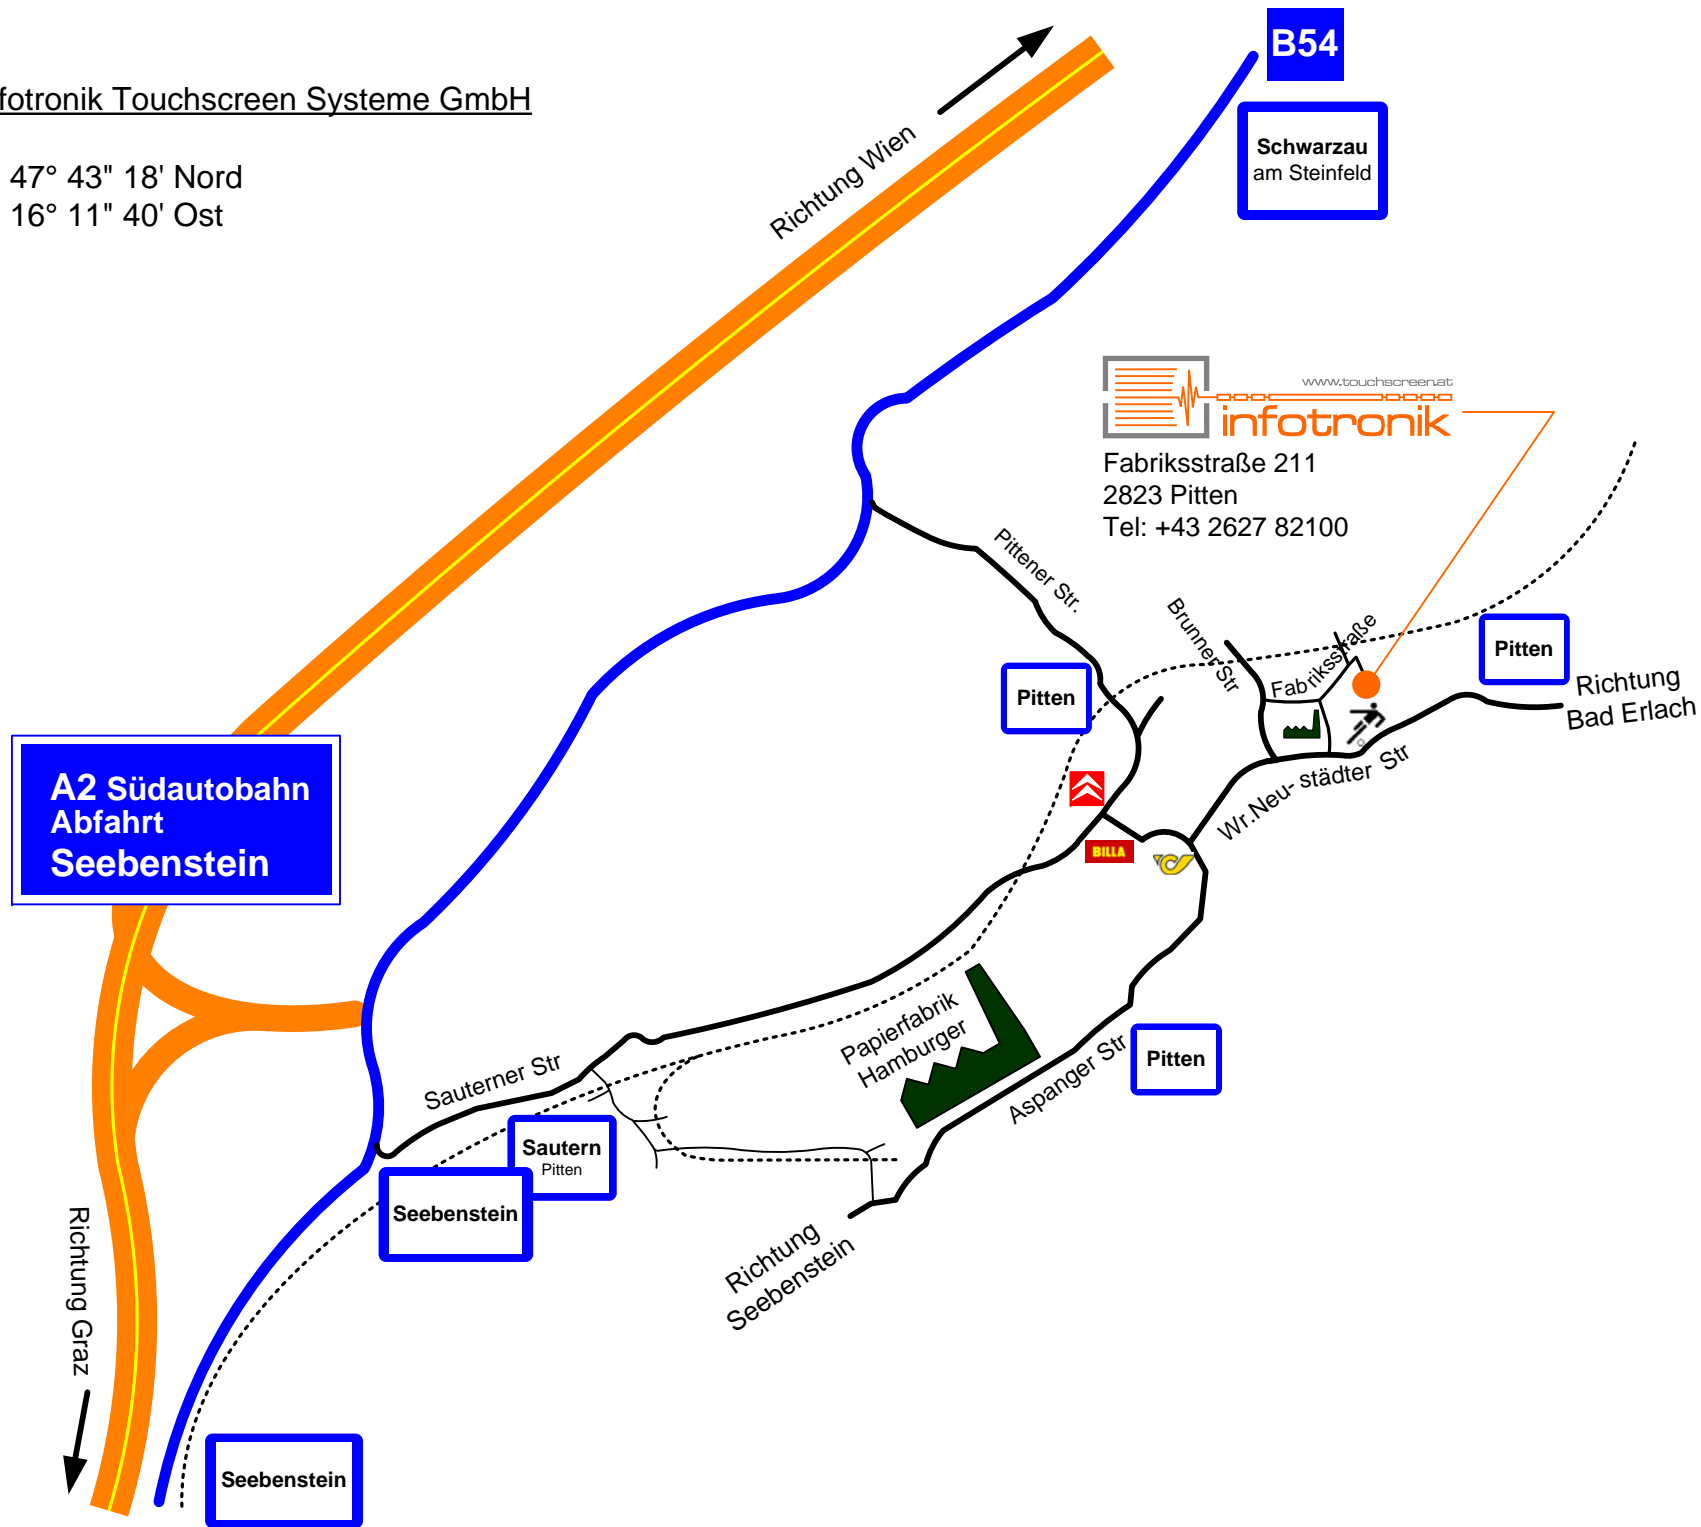 fotronik Touchscreen Systeme GmbH
47° 43" 18' Nord
16° 11" 40' Ost
B54
Schwarzau
am Steinfeld
Richtung Wien
www.touchscreen.at
infotronik
Fabriksstraße 211
2823 Pitten
Tel: +43 2627 82100
Pittener Str.
Brunner Str
Fabriksstraße
Pitten
Richtung
Bad Erlach
Pitten
Wr.Neu-städter Str
BILLA
A2 Südautobahn
Abfahrt
Seebenstein
Papierfabrik
Hamburger
Aspanger Str
Pitten
Sauterner Str
Sautern
Pitten
Seebenstein
Richtung
Seebenstein
Richtung Graz
Seebenstein